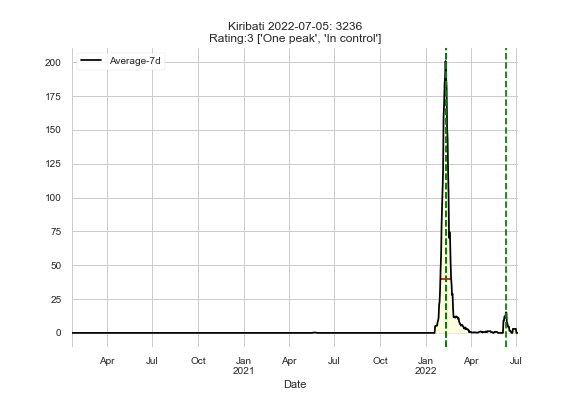 Kiribati 2022-07-05: 3236
Rating:3 ['One peak', 'In control']
Average-7d
200
175
150
125
100
75
50
25
0
Apr Jul Oct Jan Apr Jul Oct Jan Apr Jul
2021 2022
Date